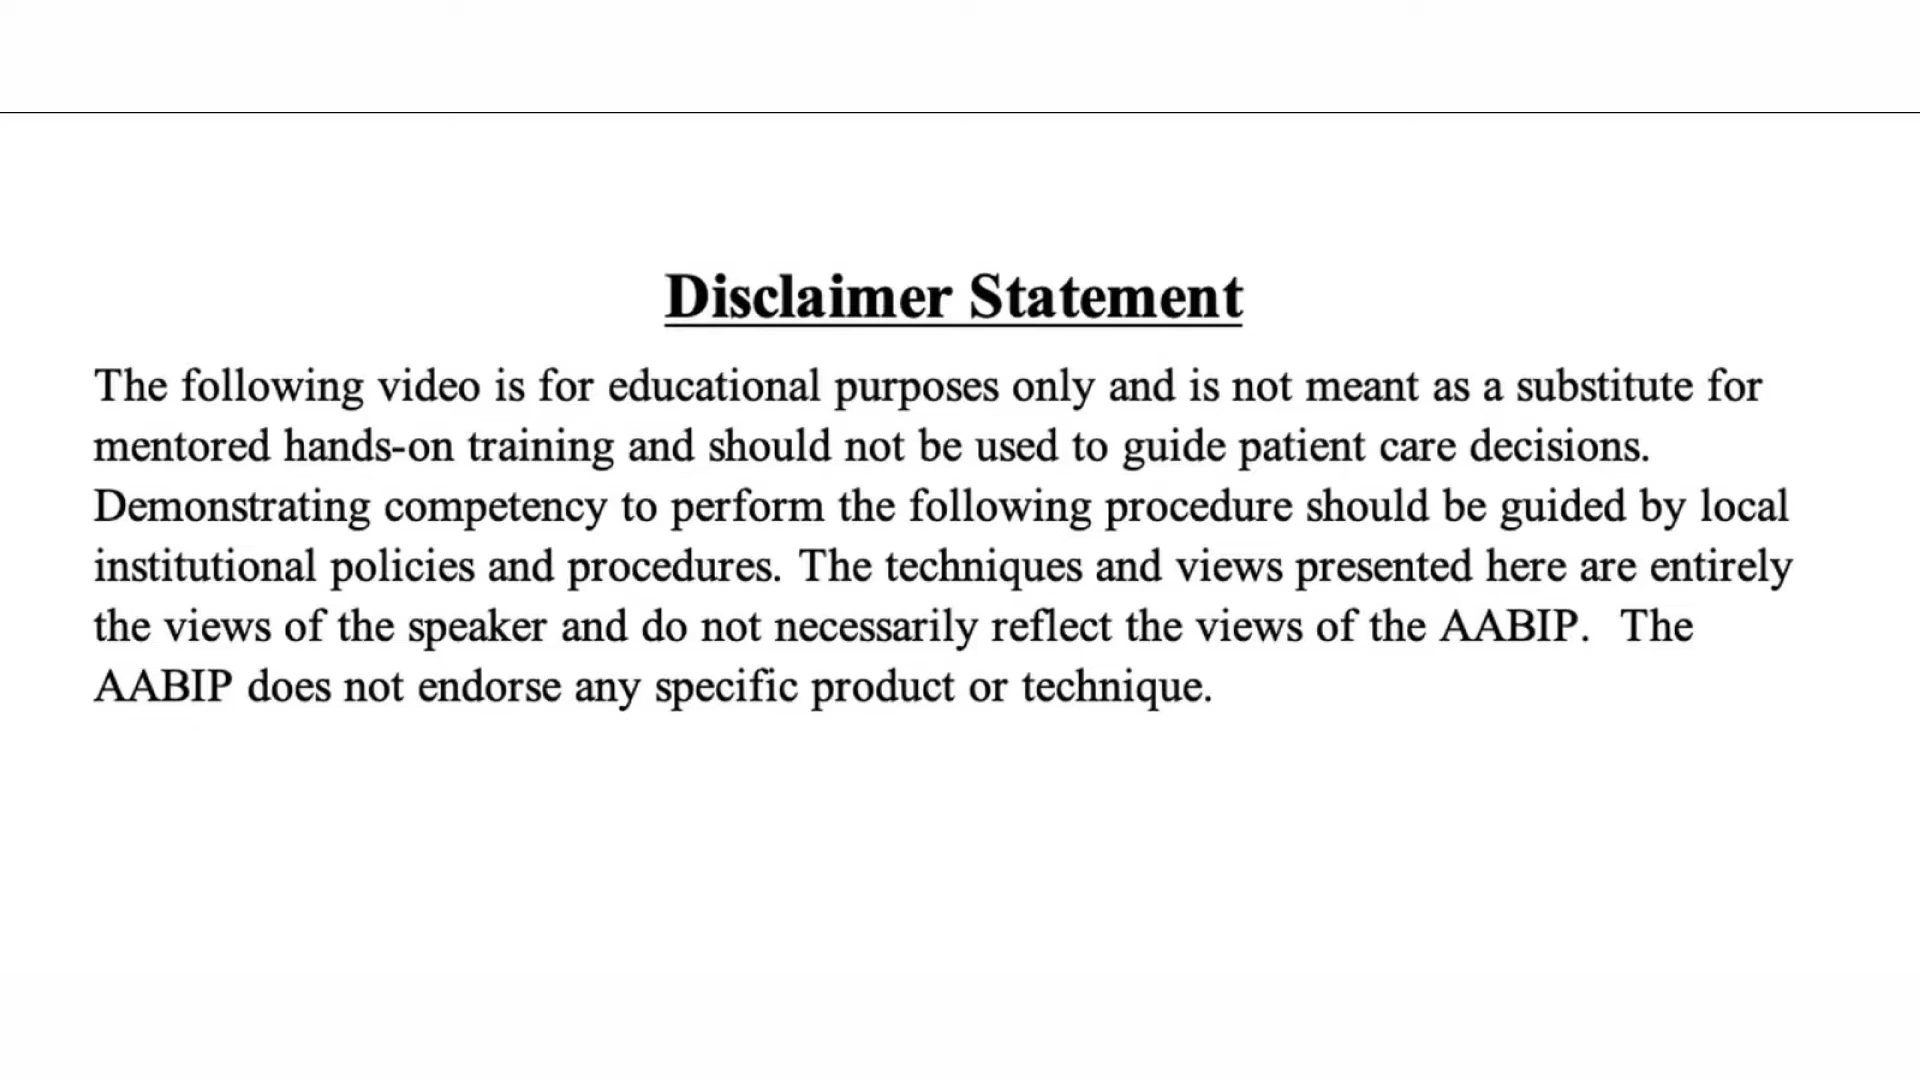 Disclaimer Statement
The following video is for educational purposes only and is not meant as a substitute for
mentored hands-on training and should not be used to guide patient care decisions.
Demonstrating competency to perform the following procedure should be guided by local
institutional policies and procedures. The techniques and views presented here are entirely
the views of the speaker and do not necessarily reflect the views of the AABIP.  The
AABIP does not endorse any specific product or technique.